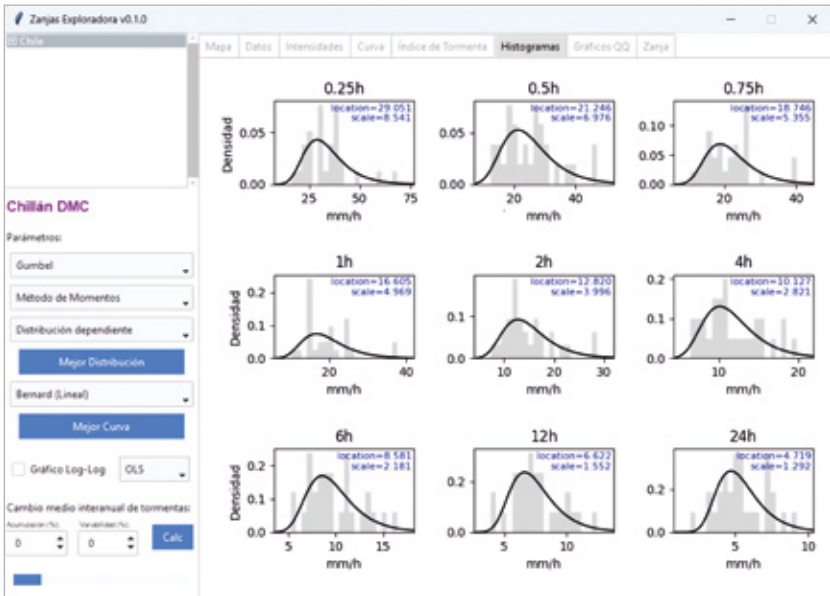 Zanjas Exploradora v0.1.0
Chile
Mapa Datos Intensidades Curva Índice de Tormenta Histogramas Gráficos QQ Zanja
Chillán DMC
Parámetros:
Gumbel
Método de Momentos
Distribución dependiente
Mejor Distribución
Bernard (Lineal)
Mejor Curva
Gráfico Log-Log OLS
Cambio medio interanual de tormentas:
Acumulación (%): Variabilidad (%):
0 0 Calc
0.25h 0.5h 0.75h
location=29.051 location=21.246 location=18.746
scale=8.541 scale=6.976 scale=5.355
Densidad
0.05 0.05 0.10
0.05
0.00 0.00 0.00
25 50 75 20 40 20 40
mm/h mm/h mm/h
1h 2h 4h
location=16.605 location=12.820 location=10.127
scale=4.969 scale=3.996 scale=2.821
Densidad
0.2 0.1 0.2
0.1 0.1
0.0 0.0 0.0
20 40 10 20 30 10 20
mm/h mm/h mm/h
6h 12h 24h
location=8.581 location=6.622 location=4.719
scale=2.181 scale=1.552 scale=1.292
Densidad
0.2 0.2 0.2
0.1
0.0 0.0 0.0
5 10 15 5 10 5 10
mm/h mm/h mm/h